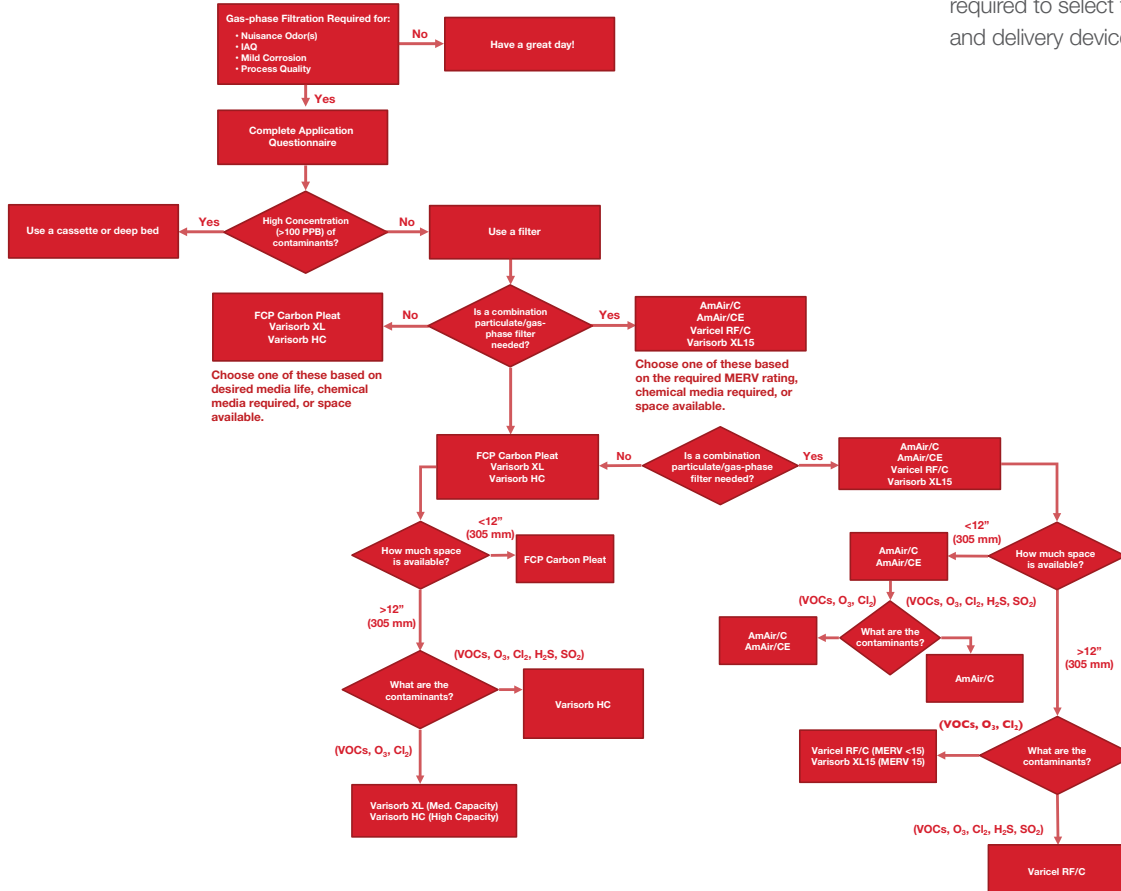 required to select
and delivery device
Gas-phase Filtration Required for:
• Nuisance Odor(s)
• IAQ
• Mild Corrosion
• Process Quality
No
Have a great day!
Yes
Complete Application
Questionnaire
Use a cassette or deep bed
Yes
High Concentration
(>100 PPB) of
contaminants?
No
Use a filter
FCP Carbon Pleat
Varisorb XL
Varisorb HC
No
Is a combination
particulate/gas-
phase filter
needed?
Yes
AmAir/C
AmAir/CE
Varicel RF/C
Varisorb XL15
Choose one of these based on
desired media life, chemical
media required, or space
available.
Choose one of these based
on the required MERV rating,
chemical media required, or
space available.
FCP Carbon Pleat
Varisorb XL
Varisorb HC
No
Is a combination
particulate/gas-phase
filter needed?
Yes
AmAir/C
AmAir/CE
Varicel RF/C
Varisorb XL15
How much space
is available?
<12”
(305 mm)
FCP Carbon Pleat
>12”
(305 mm)
What are the
contaminants?
(VOCs, O₃, Cl₂, H₂S, SO₂)
Varisorb HC
(VOCs, O₃, Cl₂)
Varisorb XL (Med. Capacity)
Varisorb HC (High Capacity)
<12”
(305 mm)
How much space
is available?
AmAir/C
AmAir/CE
(VOCs, O₃, Cl₂)
(VOCs, O₃, Cl₂, H₂S, SO₂)
What are the
contaminants?
AmAir/C
AmAir/CE
AmAir/C
>12”
(305 mm)
(VOCs, O₃, Cl₂)
What are the
contaminants?
Varicel RF/C (MERV <15)
Varisorb XL15 (MERV 15)
(VOCs, O₃, Cl₂, H₂S, SO₂)
Varicel RF/C